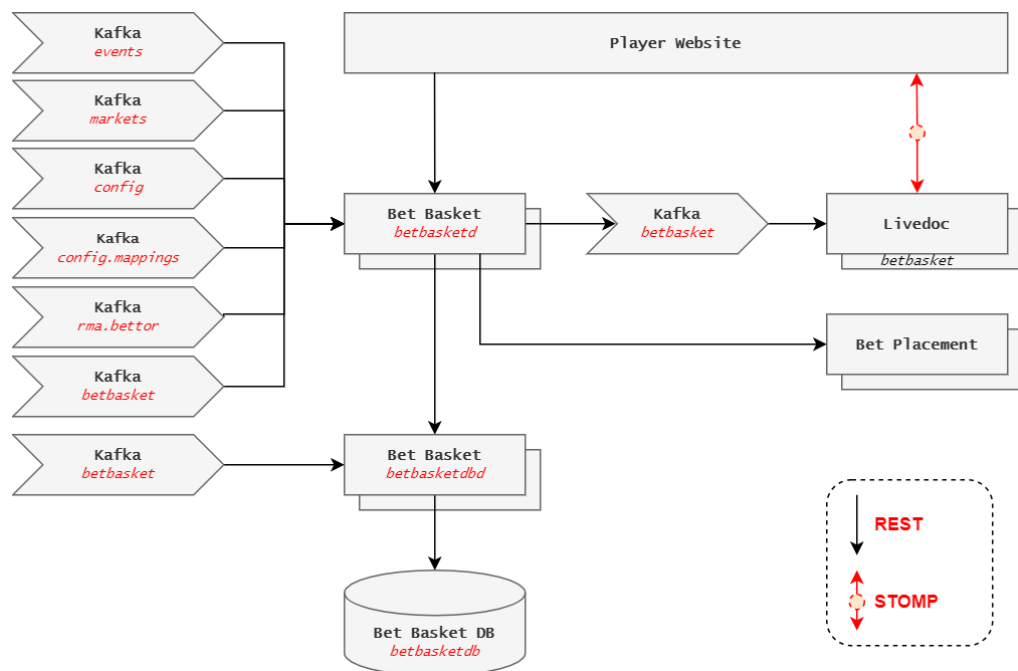 Kafka
events
Player Website
Kafka
markets
Kafka
config
Kafka
config.mappings
Kafka
rma.bettor
Kafka
betbasket
Kafka
betbasket
Bet Basket
betbasketd
Kafka
betbasket
Livedoc
betbasket
Bet Placement
Bet Basket
betbasketdbd
Bet Basket DB
betbasketdb
REST
STOMP